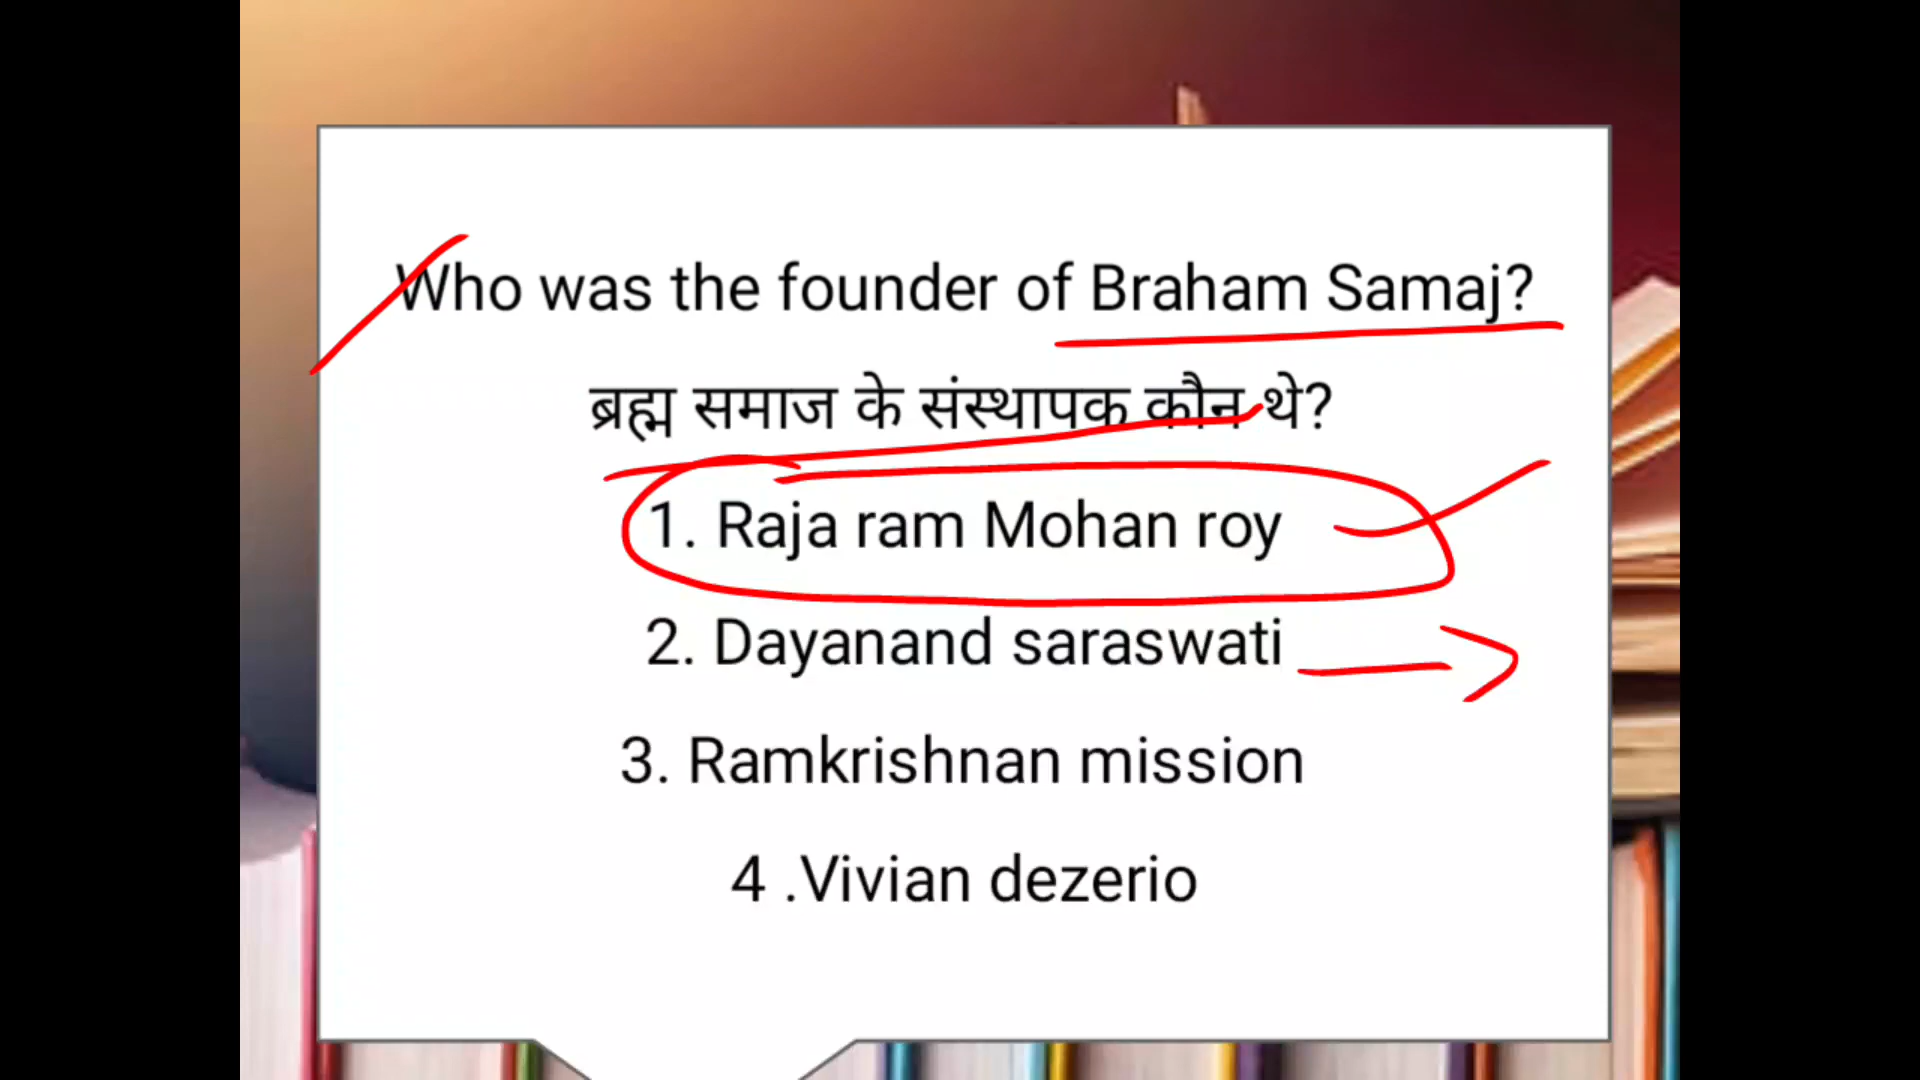 Who was the founder of Braham Samaj?
ब्रह्म समाज के संस्थापक कौन थे?
1. Raja ram Mohan roy
2. Dayanand saraswati
3. Ramkrishnan mission
4 .Vivian dezerio